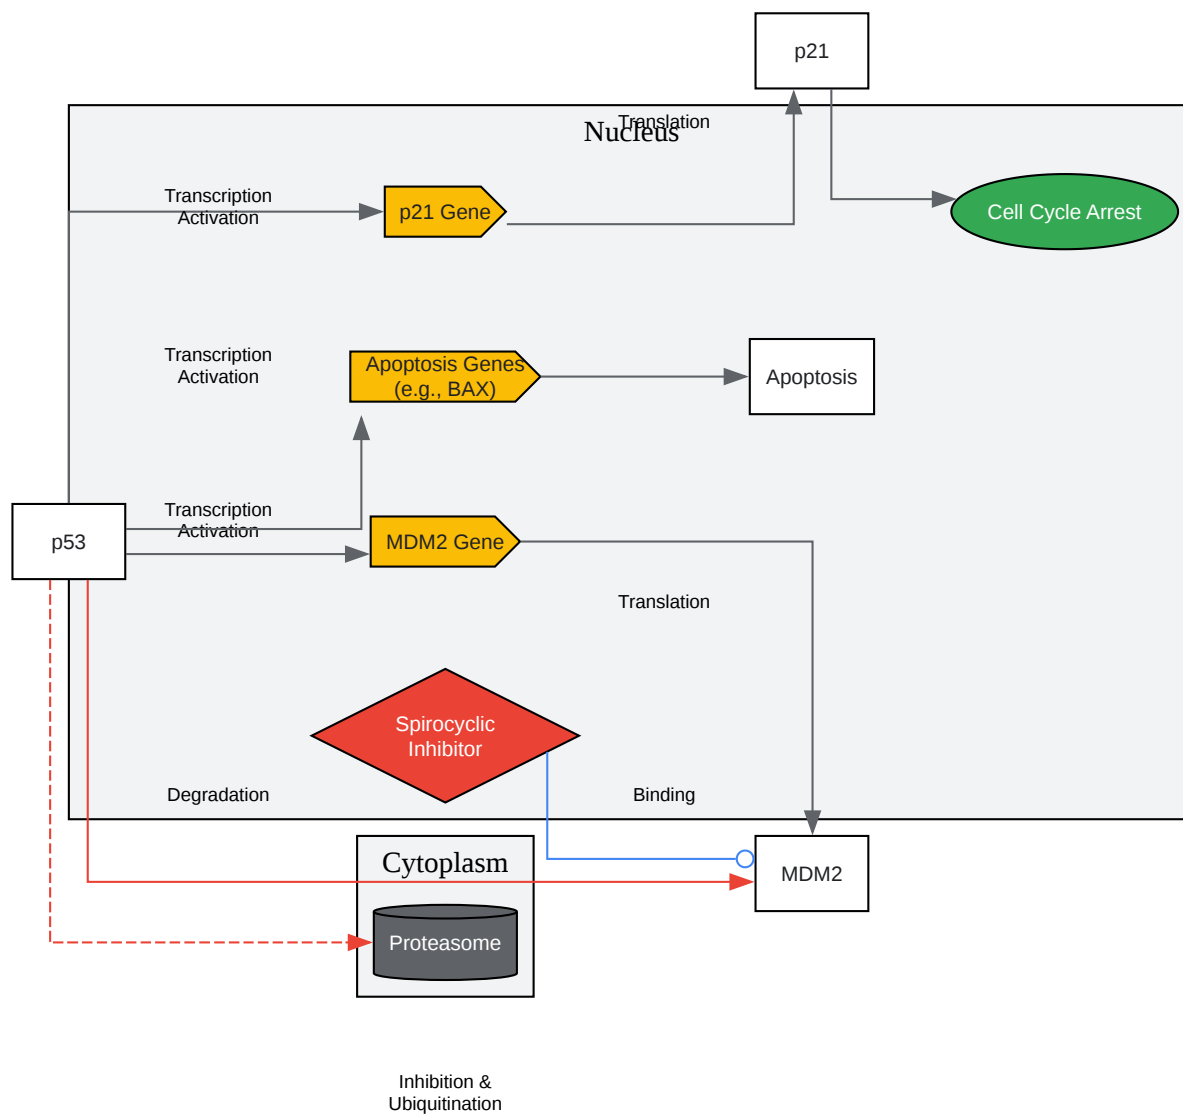 p21
Translation
Nucleus
Transcription
Activation
p21 Gene
Cell Cycle Arrest
Transcription
Activation
Apoptosis Genes
(e.g., BAX)
Apoptosis
Transcription
Activation
p53
MDM2 Gene
Translation
Spirocyclic
Inhibitor
Degradation
Binding
Cytoplasm
MDM2
Proteasome
Inhibition &
Ubiquitination